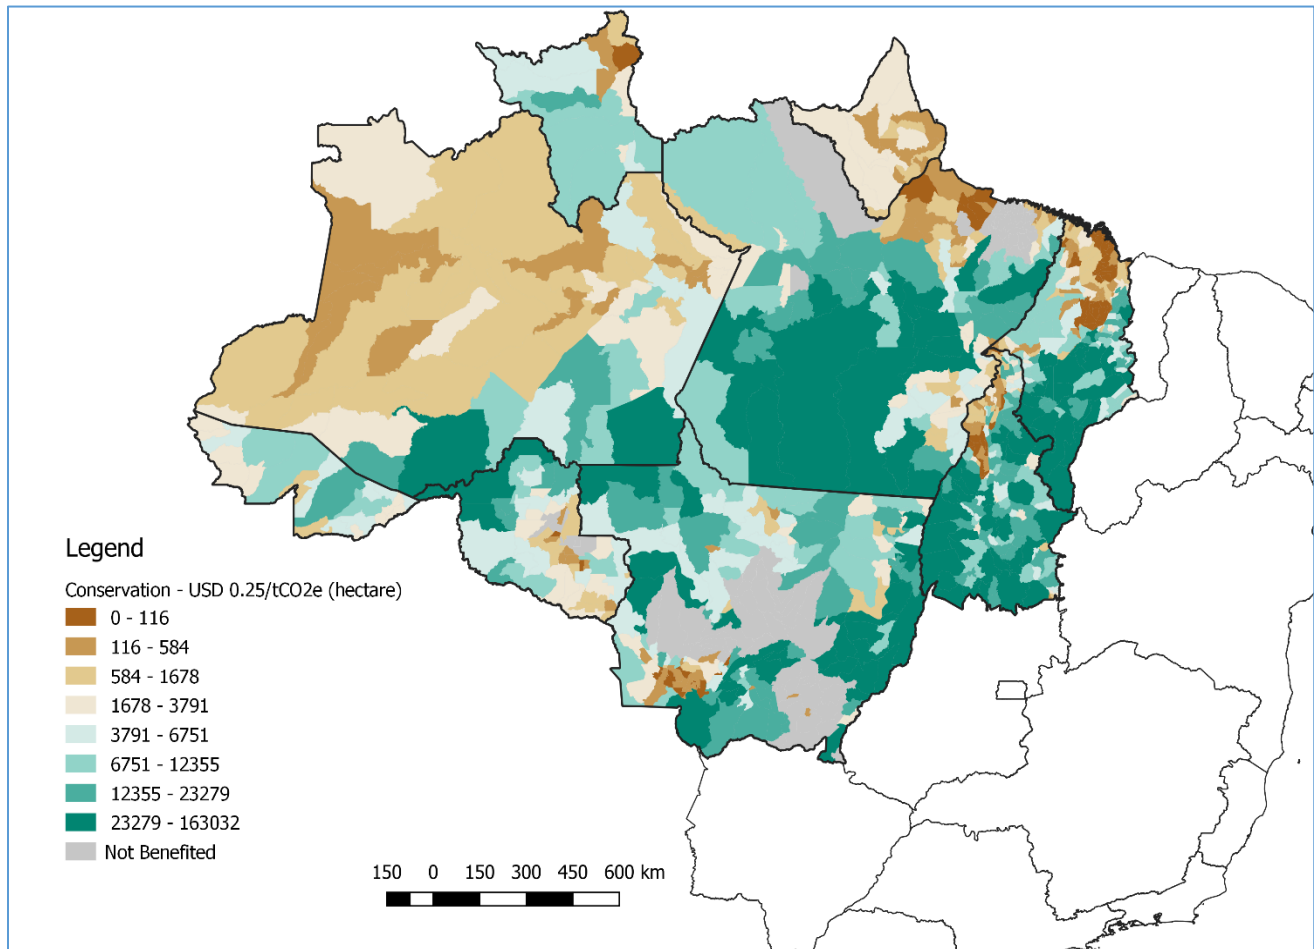 Legend
Conservation - USD 0.25/tCO2e (hectare)
0 - 116
116 - 584
584 - 1678
1678 - 3791
3791 - 6751
6751 - 12355
12355 - 23279
23279 - 163032
Not Benefited
150 0 150 300 450 600 km